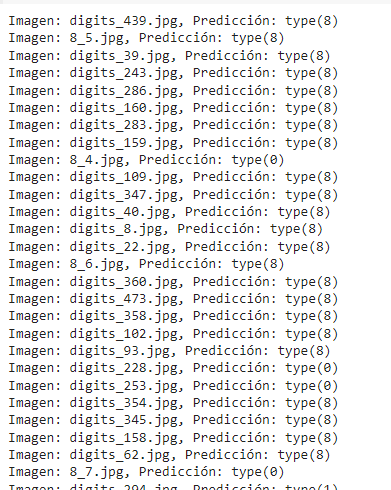 Imagen: digits_439.jpg, Predicción: type(8)
Imagen: 8_5.jpg, Predicción: type(8)
Imagen: digits_39.jpg, Predicción: type(8)
Imagen: digits_243.jpg, Predicción: type(8)
Imagen: digits_286.jpg, Predicción: type(8)
Imagen: digits_160.jpg, Predicción: type(8)
Imagen: digits_283.jpg, Predicción: type(8)
Imagen: digits_159.jpg, Predicción: type(8)
Imagen: 8_4.jpg, Predicción: type(0)
Imagen: digits_109.jpg, Predicción: type(8)
Imagen: digits_347.jpg, Predicción: type(8)
Imagen: digits_40.jpg, Predicción: type(8)
Imagen: digits_8.jpg, Predicción: type(8)
Imagen: digits_22.jpg, Predicción: type(8)
Imagen: 8_6.jpg, Predicción: type(8)
Imagen: digits_360.jpg, Predicción: type(8)
Imagen: digits_473.jpg, Predicción: type(8)
Imagen: digits_358.jpg, Predicción: type(8)
Imagen: digits_102.jpg, Predicción: type(8)
Imagen: digits_93.jpg, Predicción: type(8)
Imagen: digits_228.jpg, Predicción: type(0)
Imagen: digits_253.jpg, Predicción: type(0)
Imagen: digits_354.jpg, Predicción: type(8)
Imagen: digits_345.jpg, Predicción: type(8)
Imagen: digits_158.jpg, Predicción: type(8)
Imagen: digits_62.jpg, Predicción: type(8)
Imagen: 8_7.jpg, Predicción: type(0)
Imagen: digits_294.jpg, Predicción: type(1)